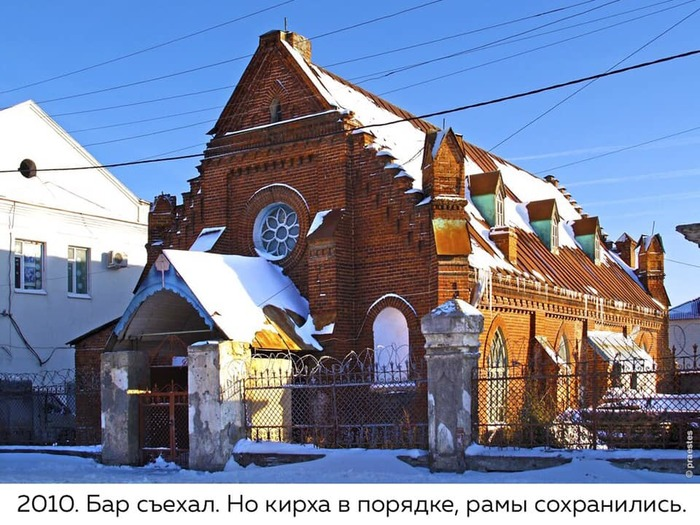 © praestes
2010. Бар съехал. Но кирха в порядке, рамы сохранились.